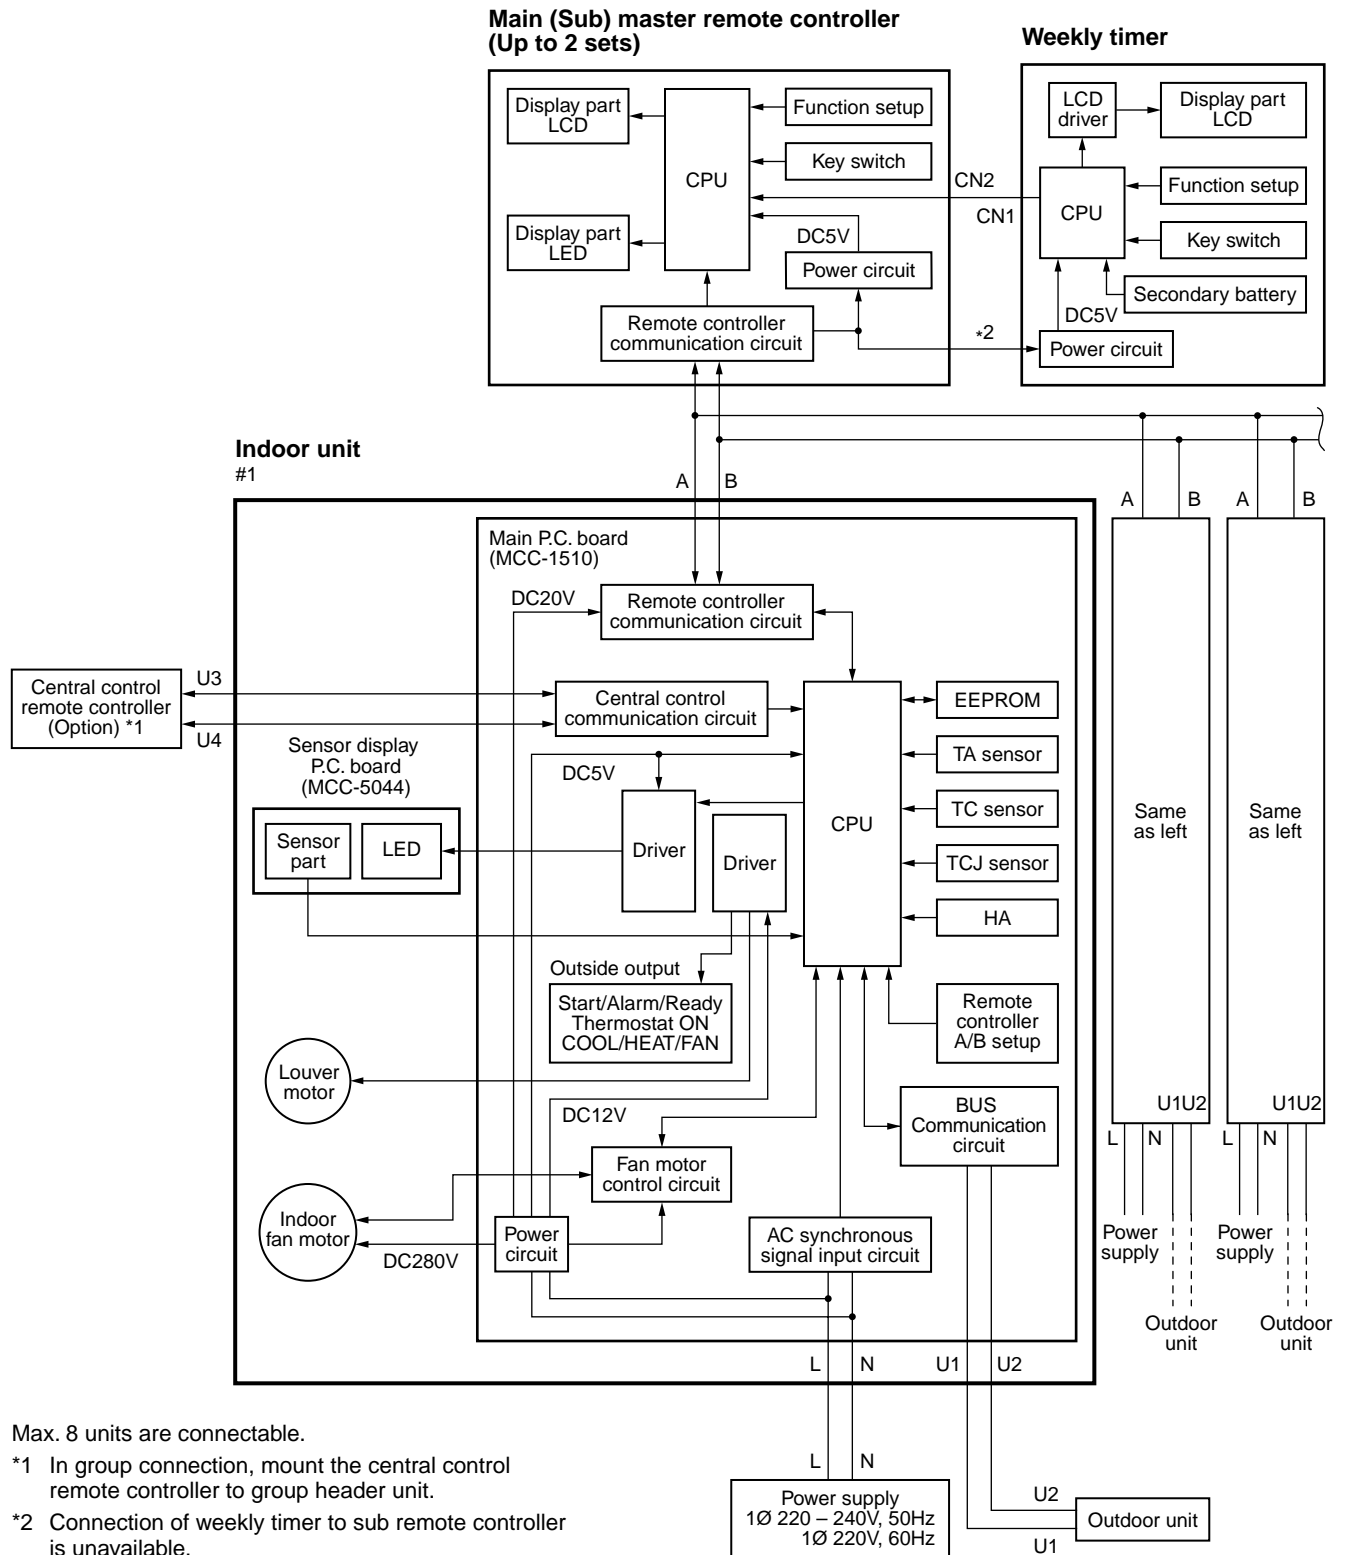 Main (Sub) master remote controller
(Up to 2 sets)
Weekly timer
Display part
LCD
CPU
Function setup
Key switch
Display part
LED
DC5V
Power circuit
Remote controller
communication circuit
CN2
CN1
*2
LCD
driver
Display part
LCD
CPU
Function setup
Key switch
Secondary battery
DC5V
Power circuit
Indoor unit
#1
A
B
A
B
A
B
Main P.C. board
(MCC-1510)
DC20V
Remote controller
communication circuit
Central control
remote controller
(Option) *1
U3
U4
Central control
communication circuit
EEPROM
TA sensor
TC sensor
TCJ sensor
HA
CPU
Sensor display
P.C. board
(MCC-5044)
Sensor
part
LED
DC5V
Driver
Driver
Same
as left
Same
as left
Outside output
Start/Alarm/Ready
Thermostat ON
COOL/HEAT/FAN
Remote
controller
A/B setup
Louver
motor
DC12V
BUS
Communication
circuit
Fan motor
control circuit
Indoor
fan motor
DC280V
Power
circuit
AC synchronous
signal input circuit
U1U2
U1U2
L
N
L
N
Power
supply
Power
supply
Outdoor
unit
Outdoor
unit
L
N
U1
U2
L
N
Power supply
1Ø 220 – 240V, 50Hz
1Ø 220V, 60Hz
U2
U1
Outdoor unit
Max. 8 units are connectable.
*1 In group connection, mount the central control
remote controller to group header unit.
*2 Connection of weekly timer to sub remote controller
is unavailable.